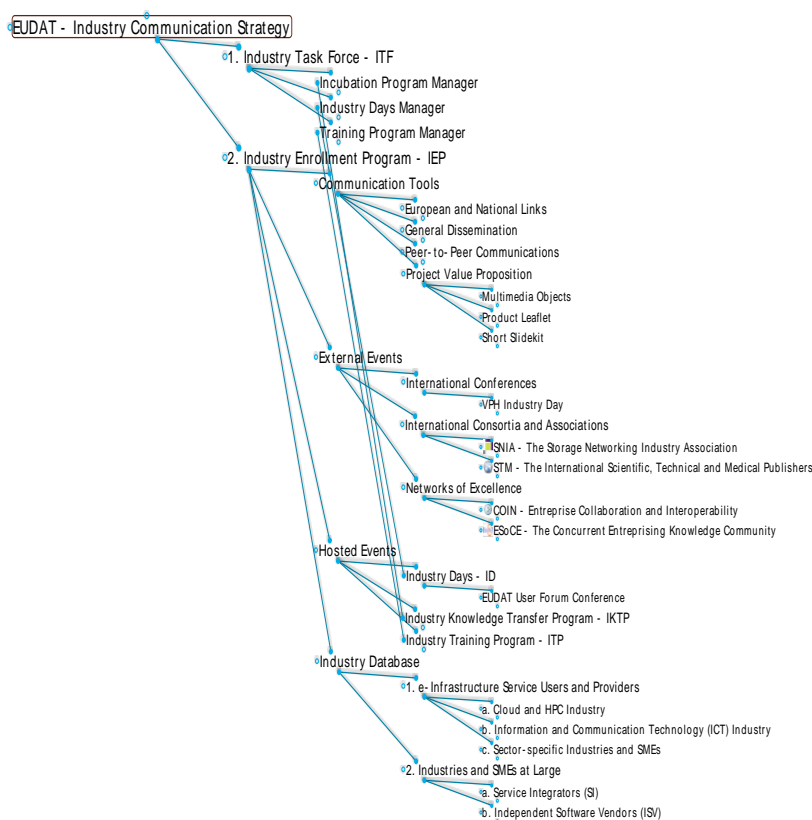 EUDAT - Industry Communication Strategy
1. Industry Task Force - ITF
Incubation Program Manager
Industry Days Manager
Training Program Manager
2. Industry Enrollment Program - IEP
Communication Tools
European and National Links
General Dissemination
Peer-to-Peer Communications
Project Value Proposition
Multimedia Objects
Product Leaflet
Short Slidekit
External Events
International Conferences
VPH Industry Day
International Consortia and Associations
SNIA - The Storage Networking Industry Association
STM - The International Scientific, Technical and Medical Publishers
Networks of Excellence
COIN - Entreprise Collaboration and Interoperability
ESoCE - The Concurrent Entreprising Knowledge Community
Hosted Events
Industry Days - ID
EUDAT User Forum Conference
Industry Knowledge Transfer Program - IKTP
Industry Training Program - ITP
Industry Database
1. e-Infrastructure Service Users and Providers
a. Cloud and HPC Industry
b. Information and Communication Technology (ICT) Industry
c. Sector-specific Industries and SMEs
2. Industries and SMEs at Large
a. Service Integrators (SI)
b. Independent Software Vendors (ISV)